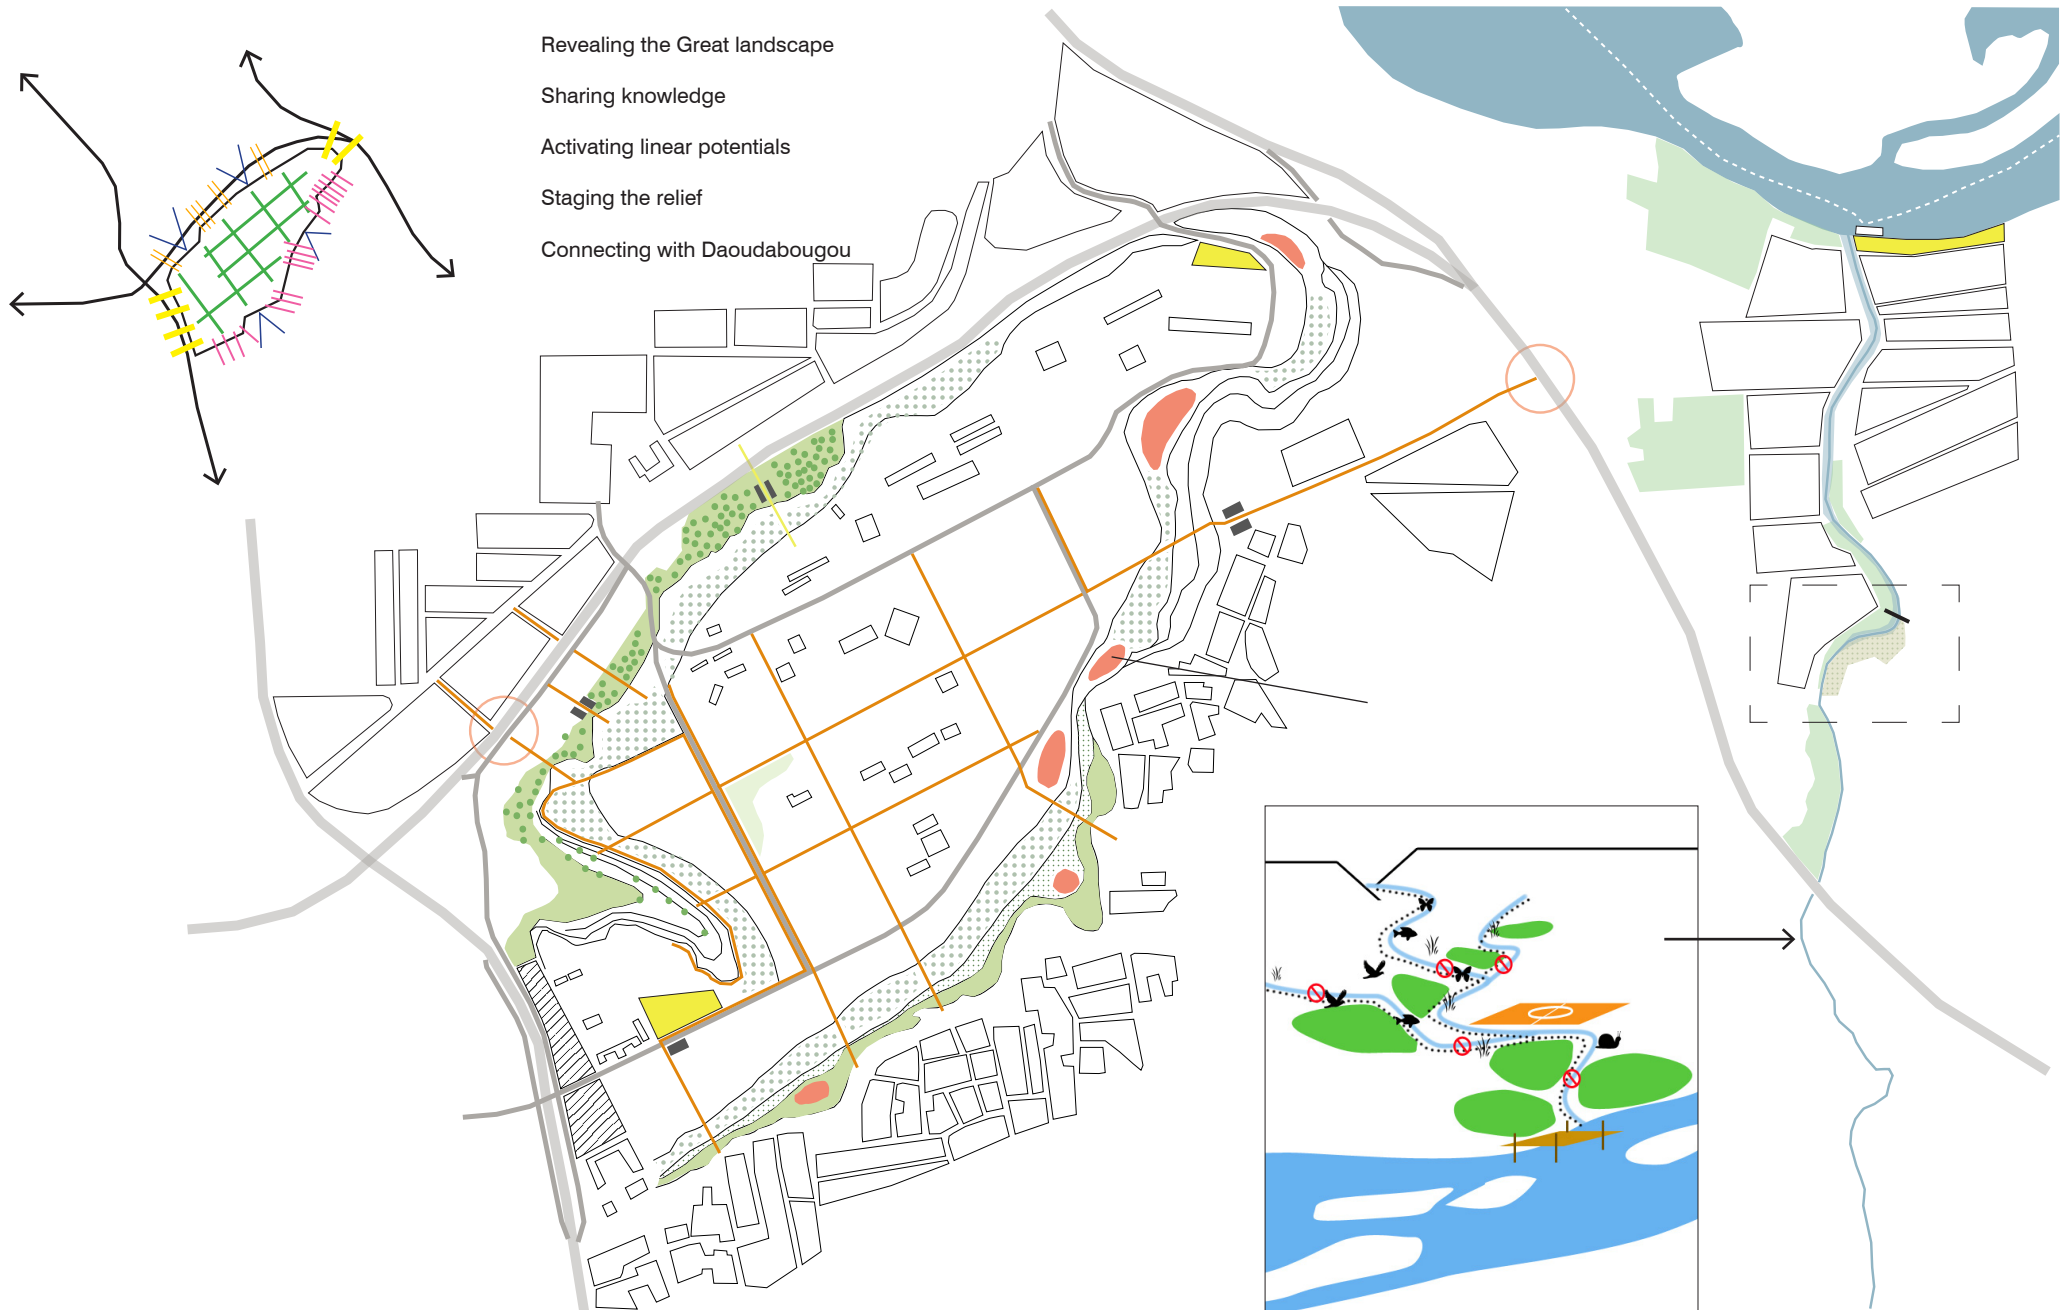 Revealing the Great landscape
Sharing knowledge
Activating linear potentials
Staging the relief
Connecting with Daoudabougou